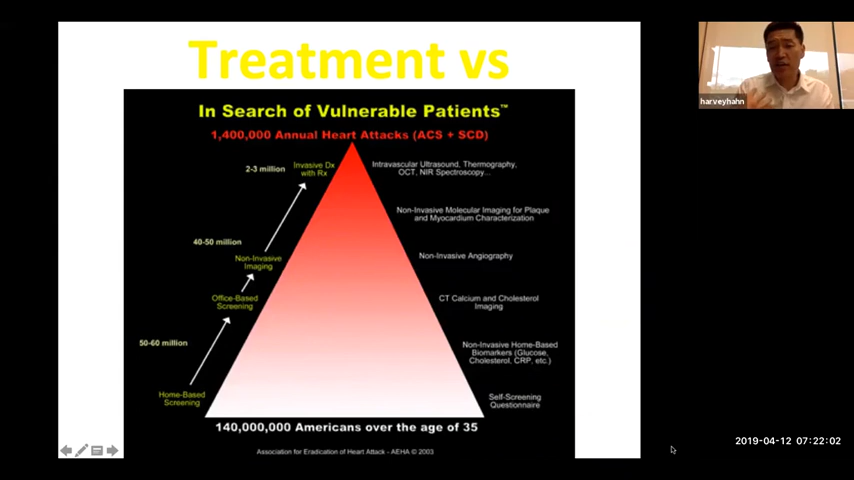 Treatment vs
In Search of Vulnerable Patients™
1,400,000 Annual Heart Attacks (ACS + SCD)
2-3 million
Invasive Dx
with Rx
Intravascular Ultrasound, Thermography,
OCT, NIR Spectroscopy...
Non-Invasive Molecular Imaging for Plaque
and Myocardium Characterization
40-50 million
Non-Invasive
Imaging
Non-Invasive Angiography
Office-Based
Screening
CT Calcium and Cholesterol
Imaging
50-60 million
Non-Invasive Home-Based
Biomarkers (Glucose,
Cholesterol, CRP, etc.)
Home-Based
Screening
Self-Screening
Questionnaire
140,000,000 Americans over the age of 35
Association for Eradication of Heart Attack - AEHA © 2003
harveyhahn
2019-04-12 07:22:02